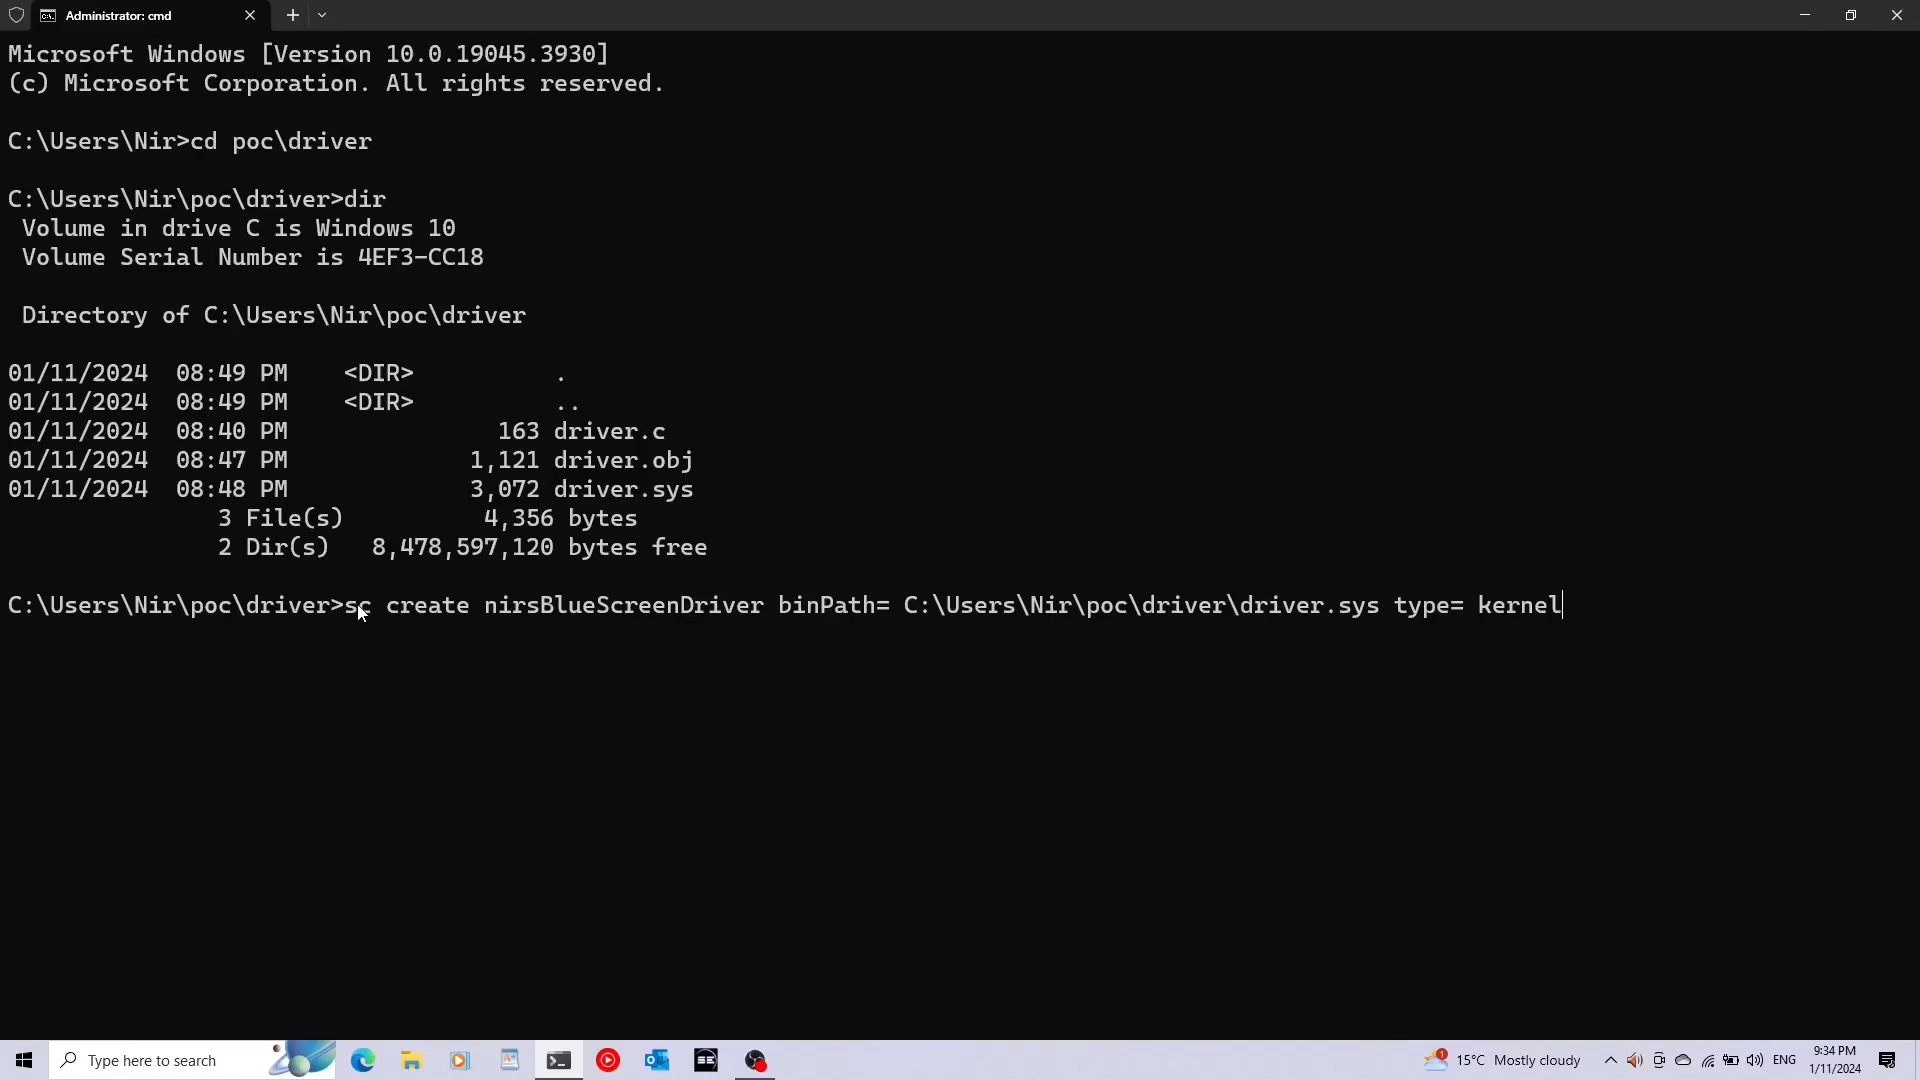 Administrator: cmd
Microsoft Windows [Version 10.0.19045.3930]
(c) Microsoft Corporation. All rights reserved.
C:\Users\Nir>cd poc\driver
C:\Users\Nir\poc\driver>dir
Volume in drive C is Windows 10
Volume Serial Number is 4EF3-CC18
Directory of C:\Users\Nir\poc\driver
01/11/2024  08:49 PM    <DIR>          .
01/11/2024  08:49 PM    <DIR>          ..
01/11/2024  08:40 PM               163 driver.c
01/11/2024  08:47 PM             1,121 driver.obj
01/11/2024  08:48 PM             3,072 driver.sys
3 File(s)          4,356 bytes
2 Dir(s)   8,478,597,120 bytes free
C:\Users\Nir\poc\driver>sc create nirsBlueScreenDriver binPath= C:\Users\Nir\poc\driver\driver.sys type= kernel
Type here to search
SE
1
15°C Mostly cloudy
ENG
9:34 PM
1/11/2024